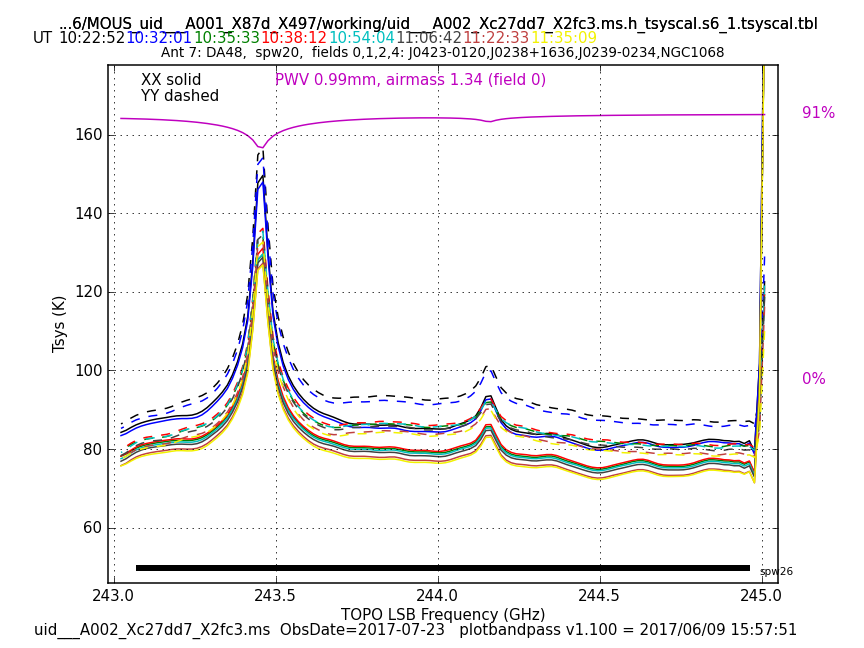 ...6/MOUS_uid___A001_X87d_X497/working/uid___A002_Xc27dd7_X2fc3.ms.h_tsyscal.s6_1.tsyscal.tbl
UT 10:22:52 10:32:01 10:35:33 10:38:12 10:54:04 11:06:42 11:22:33 11:35:09
Ant 7: DA48, spw20, fields 0,1,2,4: J0423-0120,J0238+1636,J0239-0234,NGC1068
XX solid PWV 0.99mm, airmass 1.34 (field 0)
YY dashed
91%
160
140
120
100
80
60
Tsys (K)
0%
spw26
243.0 243.5 244.0 244.5 245.0
TOPO LSB Frequency (GHz)
uid___A002_Xc27dd7_X2fc3.ms ObsDate=2017-07-23 plotbandpass v1.100 = 2017/06/09 15:57:51